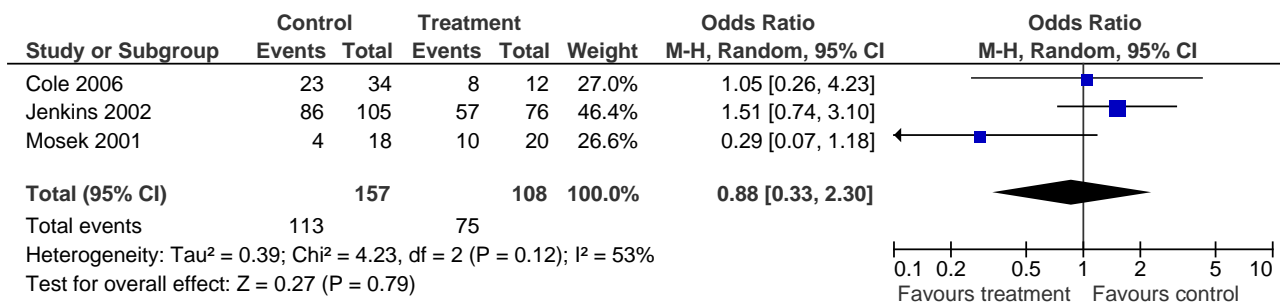 Control Treatment Odds Ratio Odds Ratio
Study or Subgroup Events Total Events Total Weight M-H, Random, 95% CI M-H, Random, 95% CI
Cole 2006 23 34 8 12 27.0% 1.05 [0.26, 4.23]
Jenkins 2002 86 105 57 76 46.4% 1.51 [0.74, 3.10]
Mosek 2001 4 18 10 20 26.6% 0.29 [0.07, 1.18]
Total (95% CI) 157 108 100.0% 0.88 [0.33, 2.30]
Total events 113 75
Heterogeneity: Tau² = 0.39; Chi² = 4.23, df = 2 (P = 0.12); I² = 53%
Test for overall effect: Z = 0.27 (P = 0.79)
0.1 0.2 0.5 1 2 5 10
Favours treatment Favours control